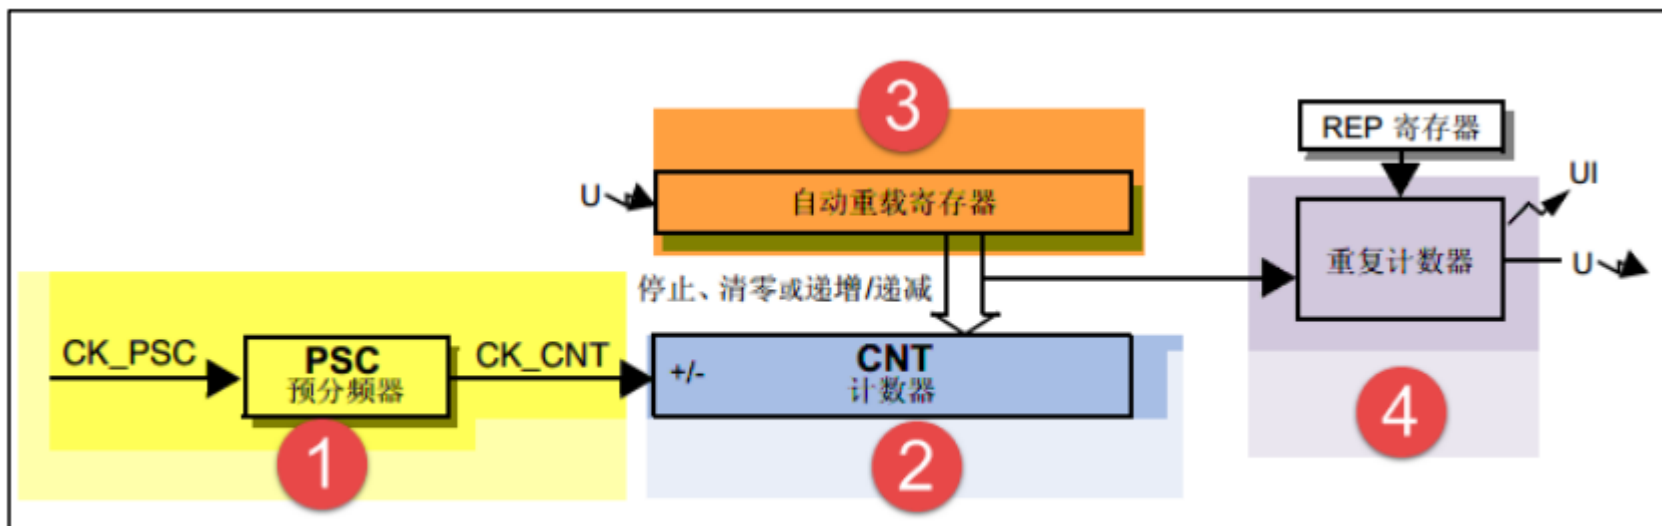 3
REP 寄存器
U
自动重载寄存器
UI
重复计数器
U
停止、清零或递增/递减
CK_PSC
PSC
预分频器
CK_CNT
+/-
CNT
计数器
1
2
4